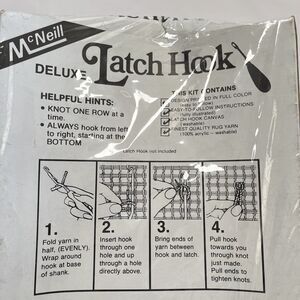 McNeill
DELUXE Latch Hook
HELPFUL HINTS:
• KNOT ONE ROW at a
time.
• ALWAYS hook from left
to right, starting at the
BOTTOM
THIS KIT CONTAINS
DESIGN PRINTED IN FULL COLOR
EASY-TO-FOLLOW INSTRUCTIONS
(fully illustrated)
LATCH HOOK CANVAS
(washable)
FINEST QUALITY RUG YARN
100% acrylic - washable)
Latch Hook not included
1.
Fold yarn in
half, (EVENLY).
Wrap around
hook at base
of shank.
2.
Insert hook
through one
hole and up
through a hole
directly above.
3.
Bring ends of
yarn between
hook and latch.
4.
Pull hook
towards you
through knot
just made.
Pull ends to
tighten knots.